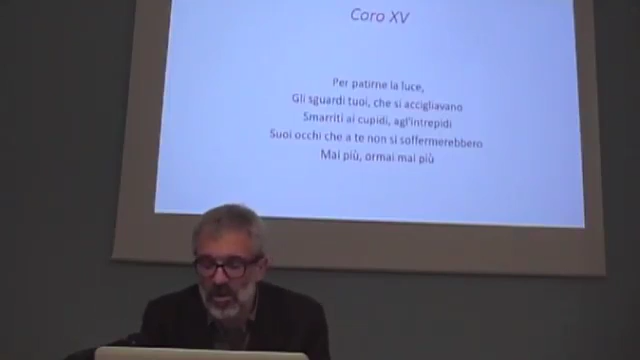 Coro XV
Per patirne la luce,
Gli sguardi tuoi, che si accigliavano
Smarriti ai cupidi, agl'intrepidi
Suoi occhi che a te non si soffermerebbero
Mai più, ormai mai più